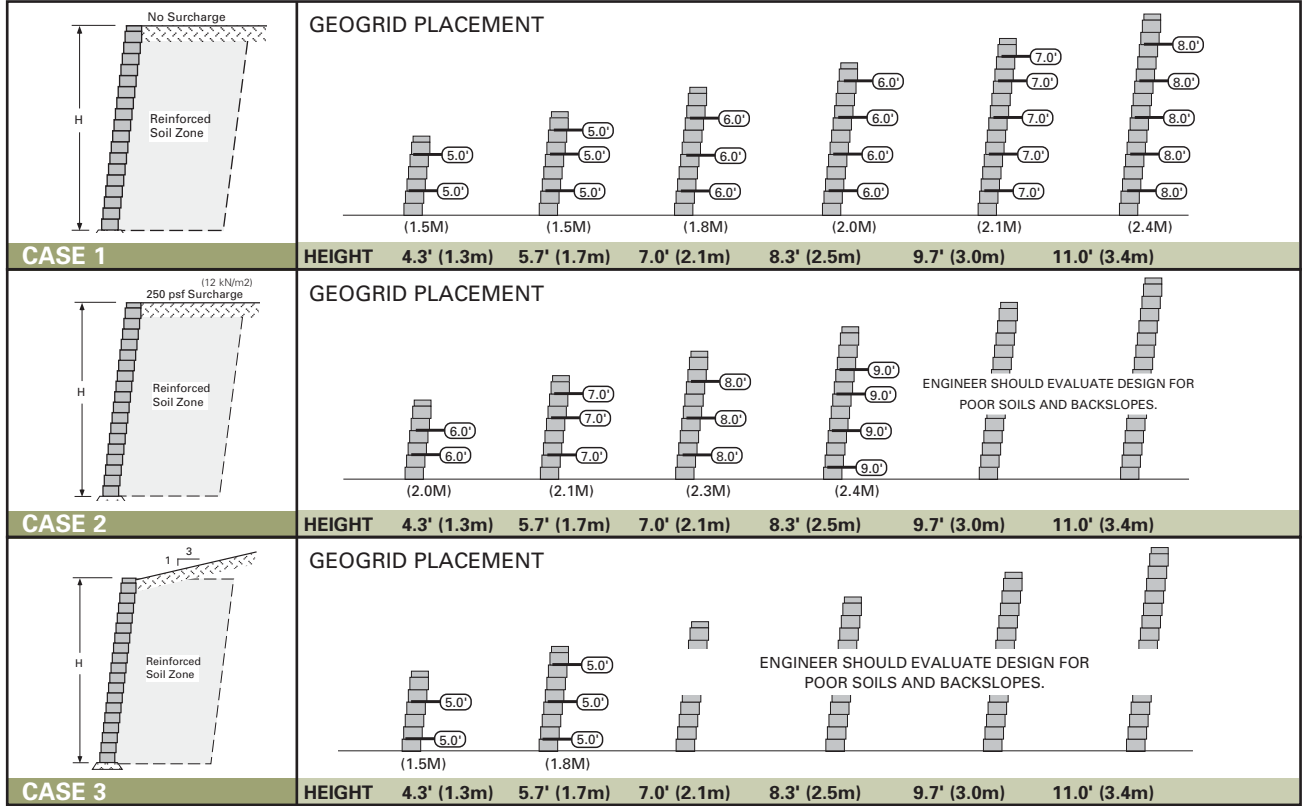 No Surcharge
H
Reinforced
Soil Zone
CASE 1
GEOGRID PLACEMENT
5.0'
5.0'
(1.5M)
5.0'
5.0'
5.0'
(1.5M)
6.0'
6.0'
6.0'
(1.8M)
6.0'
6.0'
6.0'
6.0'
(2.0M)
7.0'
7.0'
7.0'
7.0'
7.0'
(2.1M)
8.0'
8.0'
8.0'
8.0'
8.0'
(2.4M)
HEIGHT 4.3' (1.3m) 5.7' (1.7m) 7.0' (2.1m) 8.3' (2.5m) 9.7' (3.0m) 11.0' (3.4m)
(12 kN/m2)
250 psf Surcharge
H
Reinforced
Soil Zone
CASE 2
GEOGRID PLACEMENT
6.0'
6.0'
(2.0M)
7.0'
7.0'
7.0'
(2.1M)
8.0'
8.0'
8.0'
(2.3M)
9.0'
9.0'
9.0'
9.0'
(2.4M)
ENGINEER SHOULD EVALUATE DESIGN FOR
POOR SOILS AND BACKSLOPES.
HEIGHT 4.3' (1.3m) 5.7' (1.7m) 7.0' (2.1m) 8.3' (2.5m) 9.7' (3.0m) 11.0' (3.4m)
3
1
H
Reinforced
Soil Zone
CASE 3
GEOGRID PLACEMENT
5.0'
5.0'
(1.5M)
5.0'
5.0'
5.0'
(1.8M)
ENGINEER SHOULD EVALUATE DESIGN FOR
POOR SOILS AND BACKSLOPES.
HEIGHT 4.3' (1.3m) 5.7' (1.7m) 7.0' (2.1m) 8.3' (2.5m) 9.7' (3.0m) 11.0' (3.4m)